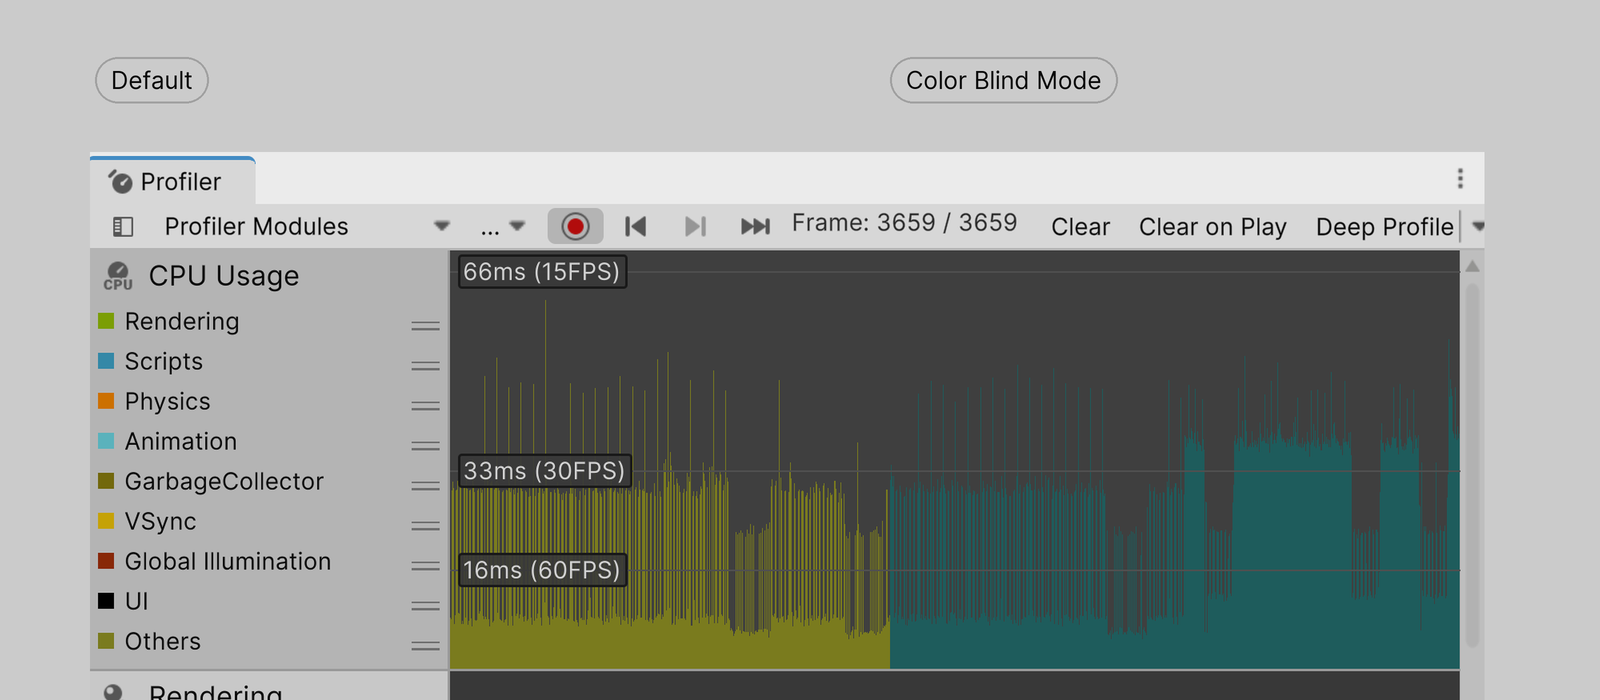 Default
Color Blind Mode
Profiler
Profiler Modules ... Frame: 3659 / 3659 Clear Clear on Play Deep Profile
CPU CPU Usage
Rendering
Scripts
Physics
Animation
GarbageCollector
VSync
Global Illumination
UI
Others
66ms (15FPS)
33ms (30FPS)
16ms (60FPS)
Rendering